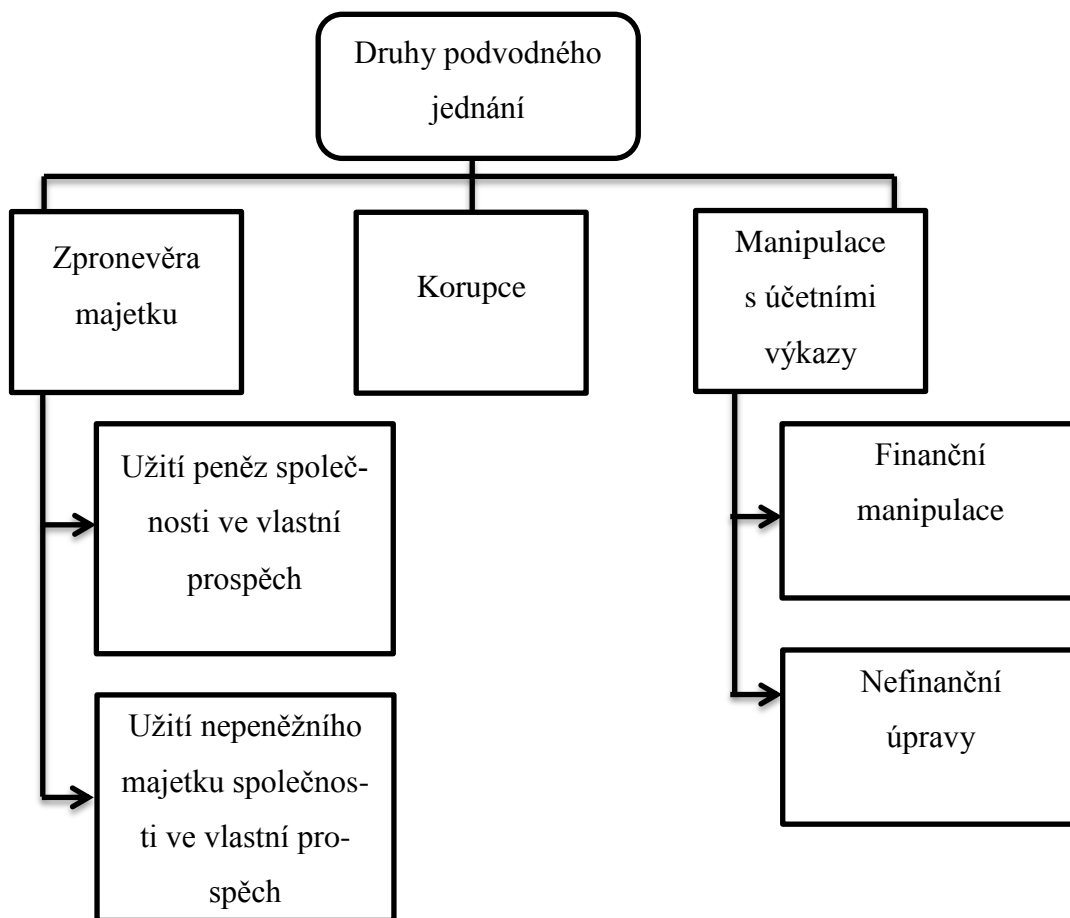 Druhy podvodného
jednání
Zpronevěra
majetku
Korupce
Manipulace
s účetními
výkazy
Užití peněz společ-
nosti ve vlastní
prospěch
Užití nepeněžního
majetku společnos-
ti ve vlastní pro-
spěch
Finanční
manipulace
Nefinanční
úpravy